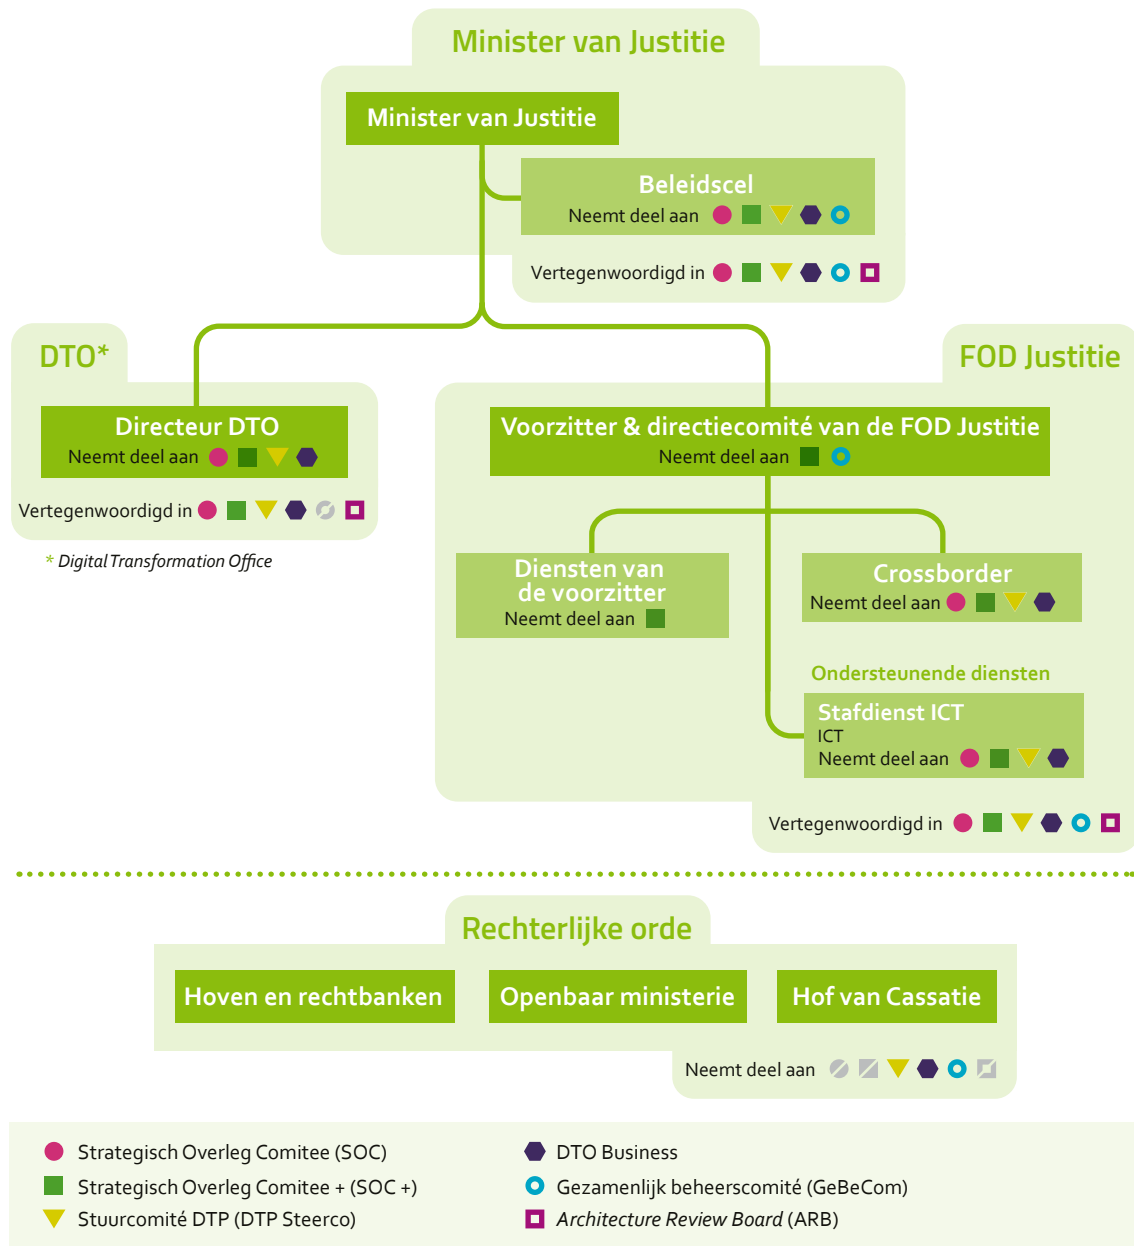 Minister van Justitie
Minister van Justitie
Beleidscel
Neemt deel aan
Vertegenwoordigd in
DTO*
Directeur DTO
Neemt deel aan
Vertegenwoordigd in
* Digital Transformation Office
FOD Justitie
Voorzitter & directiecomité van de FOD Justitie
Neemt deel aan
Diensten van
de voorzitter
Neemt deel aan
Crossborder
Neemt deel aan
Ondersteunende diensten
Stafdienst ICT
ICT
Neemt deel aan
Vertegenwoordigd in
Rechterlijke orde
Hoven en rechtbanken
Openbaar ministerie
Hof van Cassatie
Neemt deel aan
Strategisch Overleg Comitee (SOC)
Strategisch Overleg Comitee + (SOC +)
Stuurcomité DTP (DTP Steerco)
DTO Business
Gezamenlijk beheerscomité (GeBeCom)
Architecture Review Board (ARB)